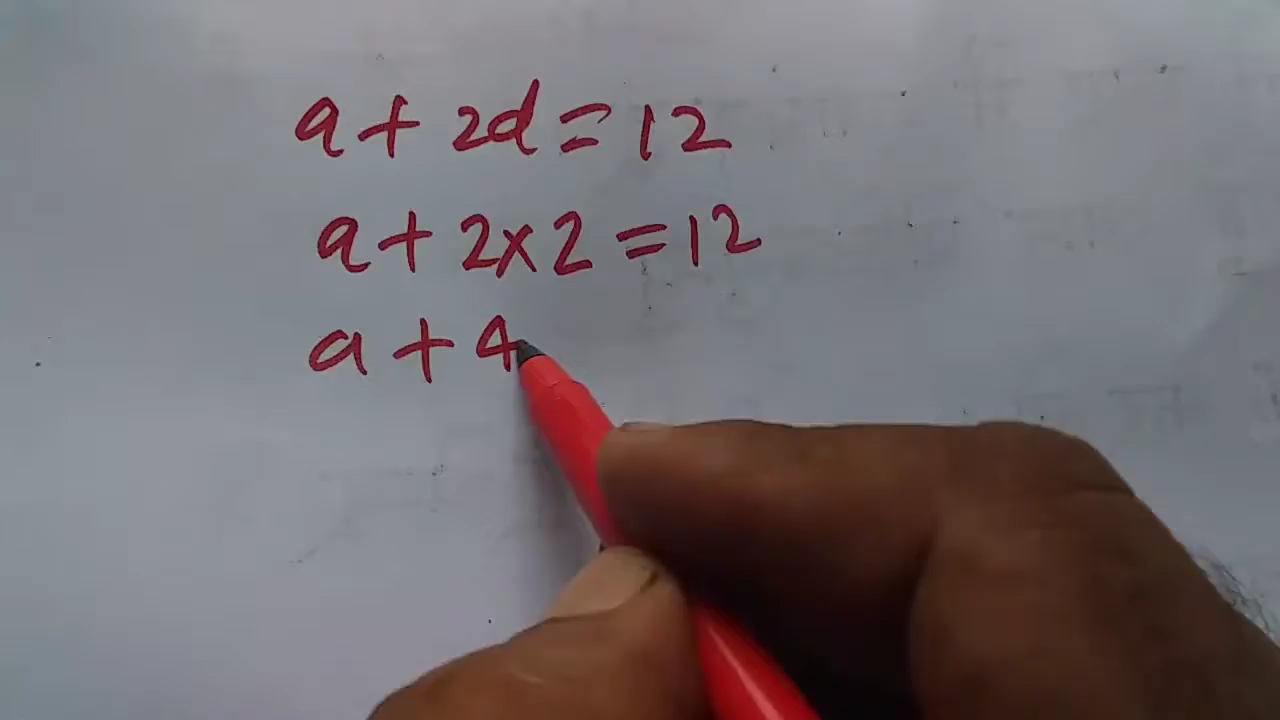 a + 2d = 12
a + 2x2 = 12
a + 4